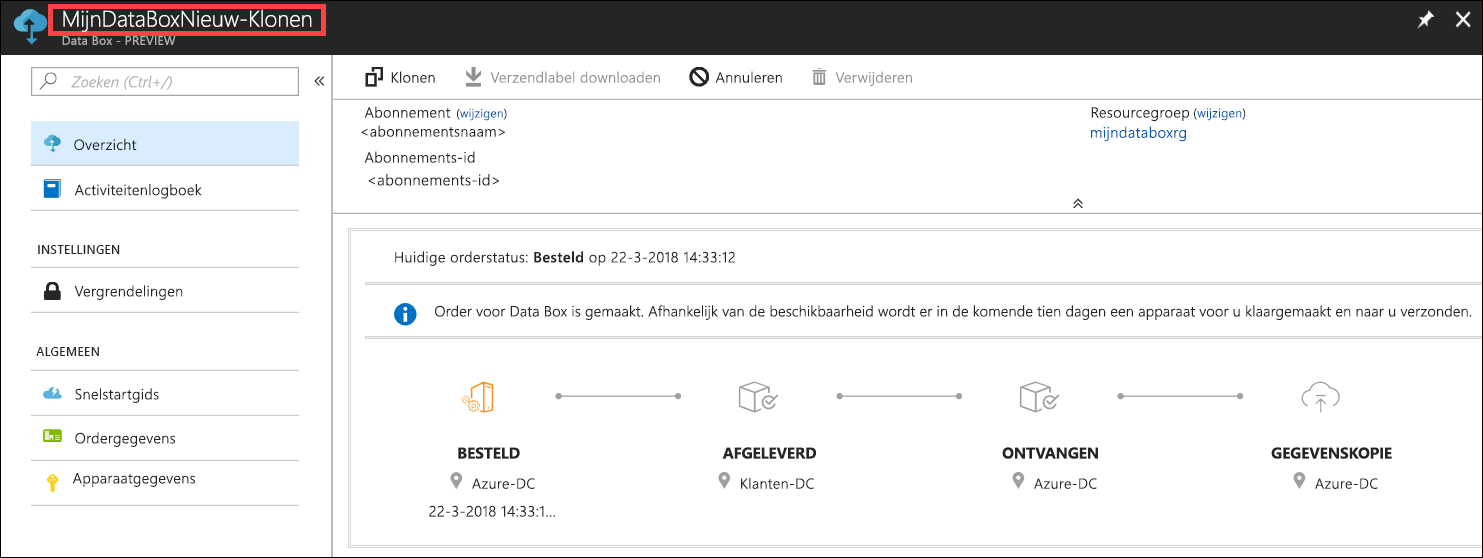 MijnDataBoxNieuw-Klonen
Data Box - PREVIEW
Zoeken (Ctrl+/)
Overzicht
Activiteitenlogboek
INSTELLINGEN
Vergrendelingen
ALGEMEEN
Snelstartgids
Ordergegevens
Apparaatgegevens
Klonen Verzendlabel downloaden Annuleren Verwijderen
Abonnement (wijzigen)
<abonnementsnaam>
Abonnements-id
<abonnements-id>
Resourcegroep (wijzigen)
mijndataboxrg
Huidige orderstatus: Besteld op 22-3-2018 14:33:12
Order voor Data Box is gemaakt. Afhankelijk van de beschikbaarheid wordt er in de komende tien dagen een apparaat voor u klaargemaakt en naar u verzonden.
BESTELD
Azure-DC
22-3-2018 14:33:1...
AFGELEVERD
Klanten-DC
ONTVANGEN
Azure-DC
GEGEVENSKOPIE
Azure-DC